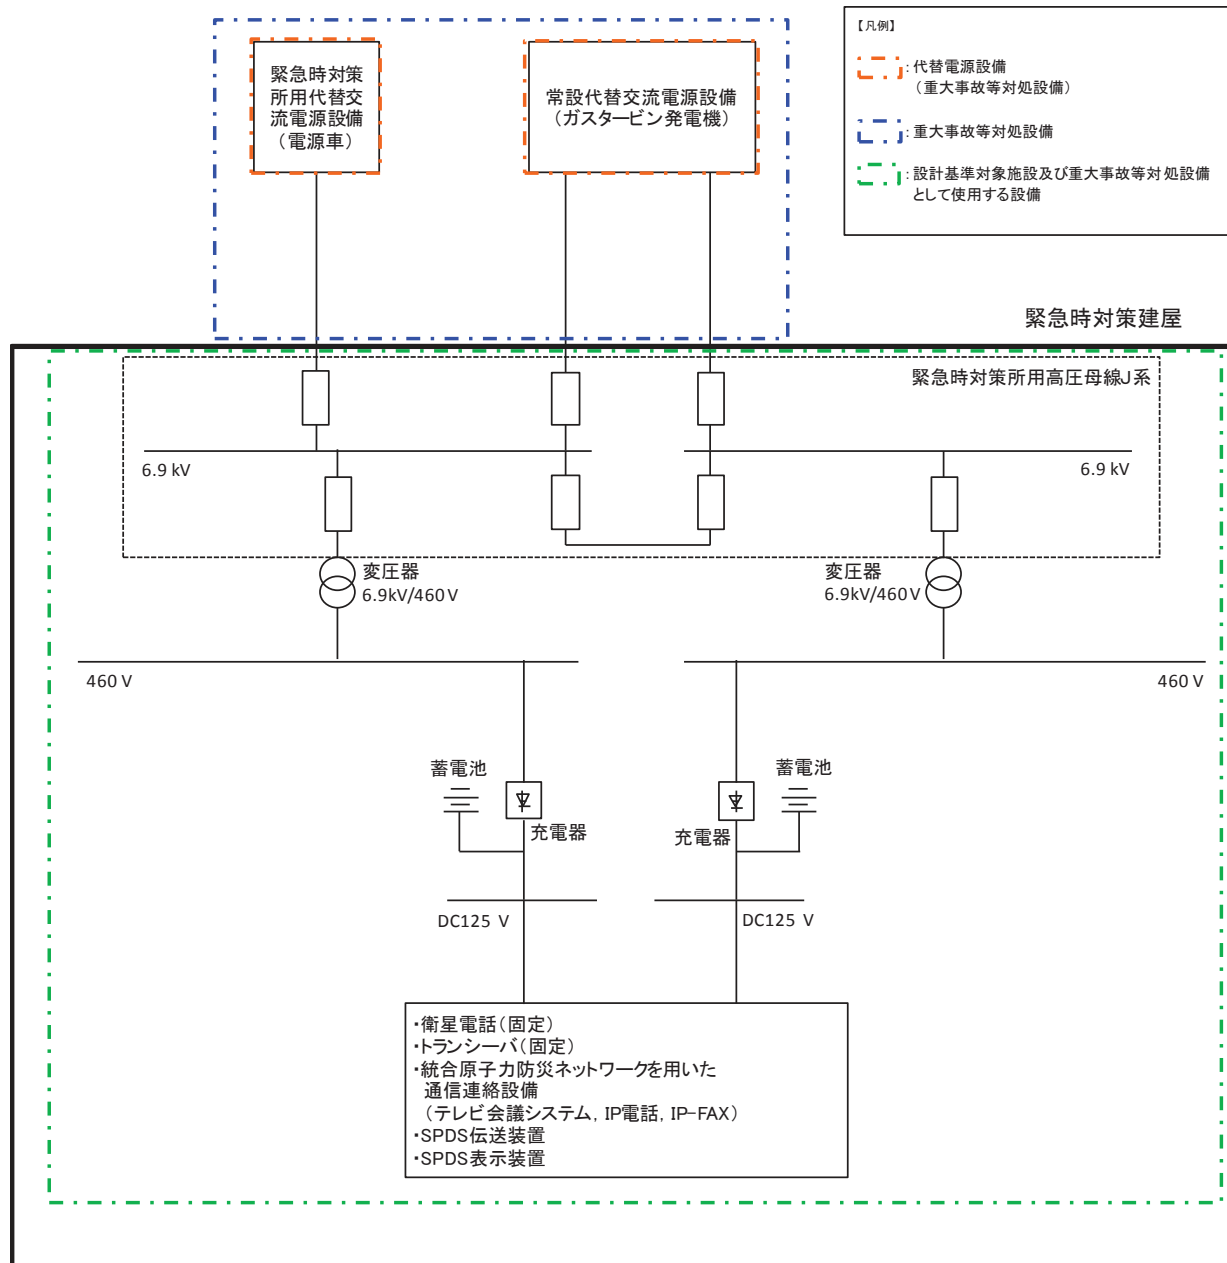 緊急時対策
所用代替交
流電源設備
（電源車）
常設代替交流電源設備
（ガスタービン発電機）
【凡例】
：代替電源設備
（重大事故等対処設備）
：重大事故等対処設備
：設計基準対象施設及び重大事故等対処設備
として使用する設備
緊急時対策建屋
緊急時対策所用高圧母線J系
6.9 kV
6.9 kV
変圧器
6.9kV/460V
変圧器
6.9kV/460V
460 V
460 V
蓄電池
充電器
蓄電池
充電器
DC125 V
DC125 V
・衛星電話（固定）
・トランシーバ（固定）
・統合原子力防災ネットワークを用いた
通信連絡設備
（テレビ会議システム，IP電話，IP-FAX）
・SPDS伝送装置
・SPDS表示装置